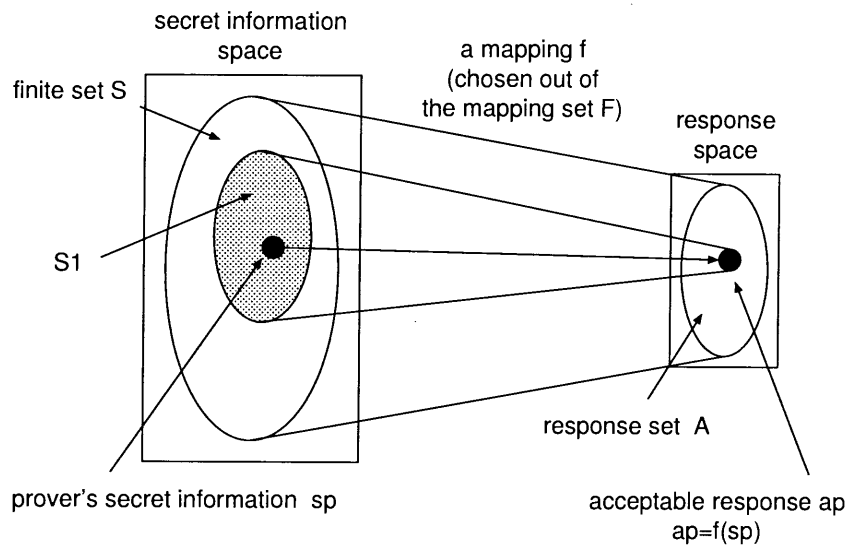 secret information
space
a mapping f
(chosen out of
the mapping set F)
finite set S
response
space
S1
response set A
prover's secret information sp
acceptable response ap
ap=f(sp)